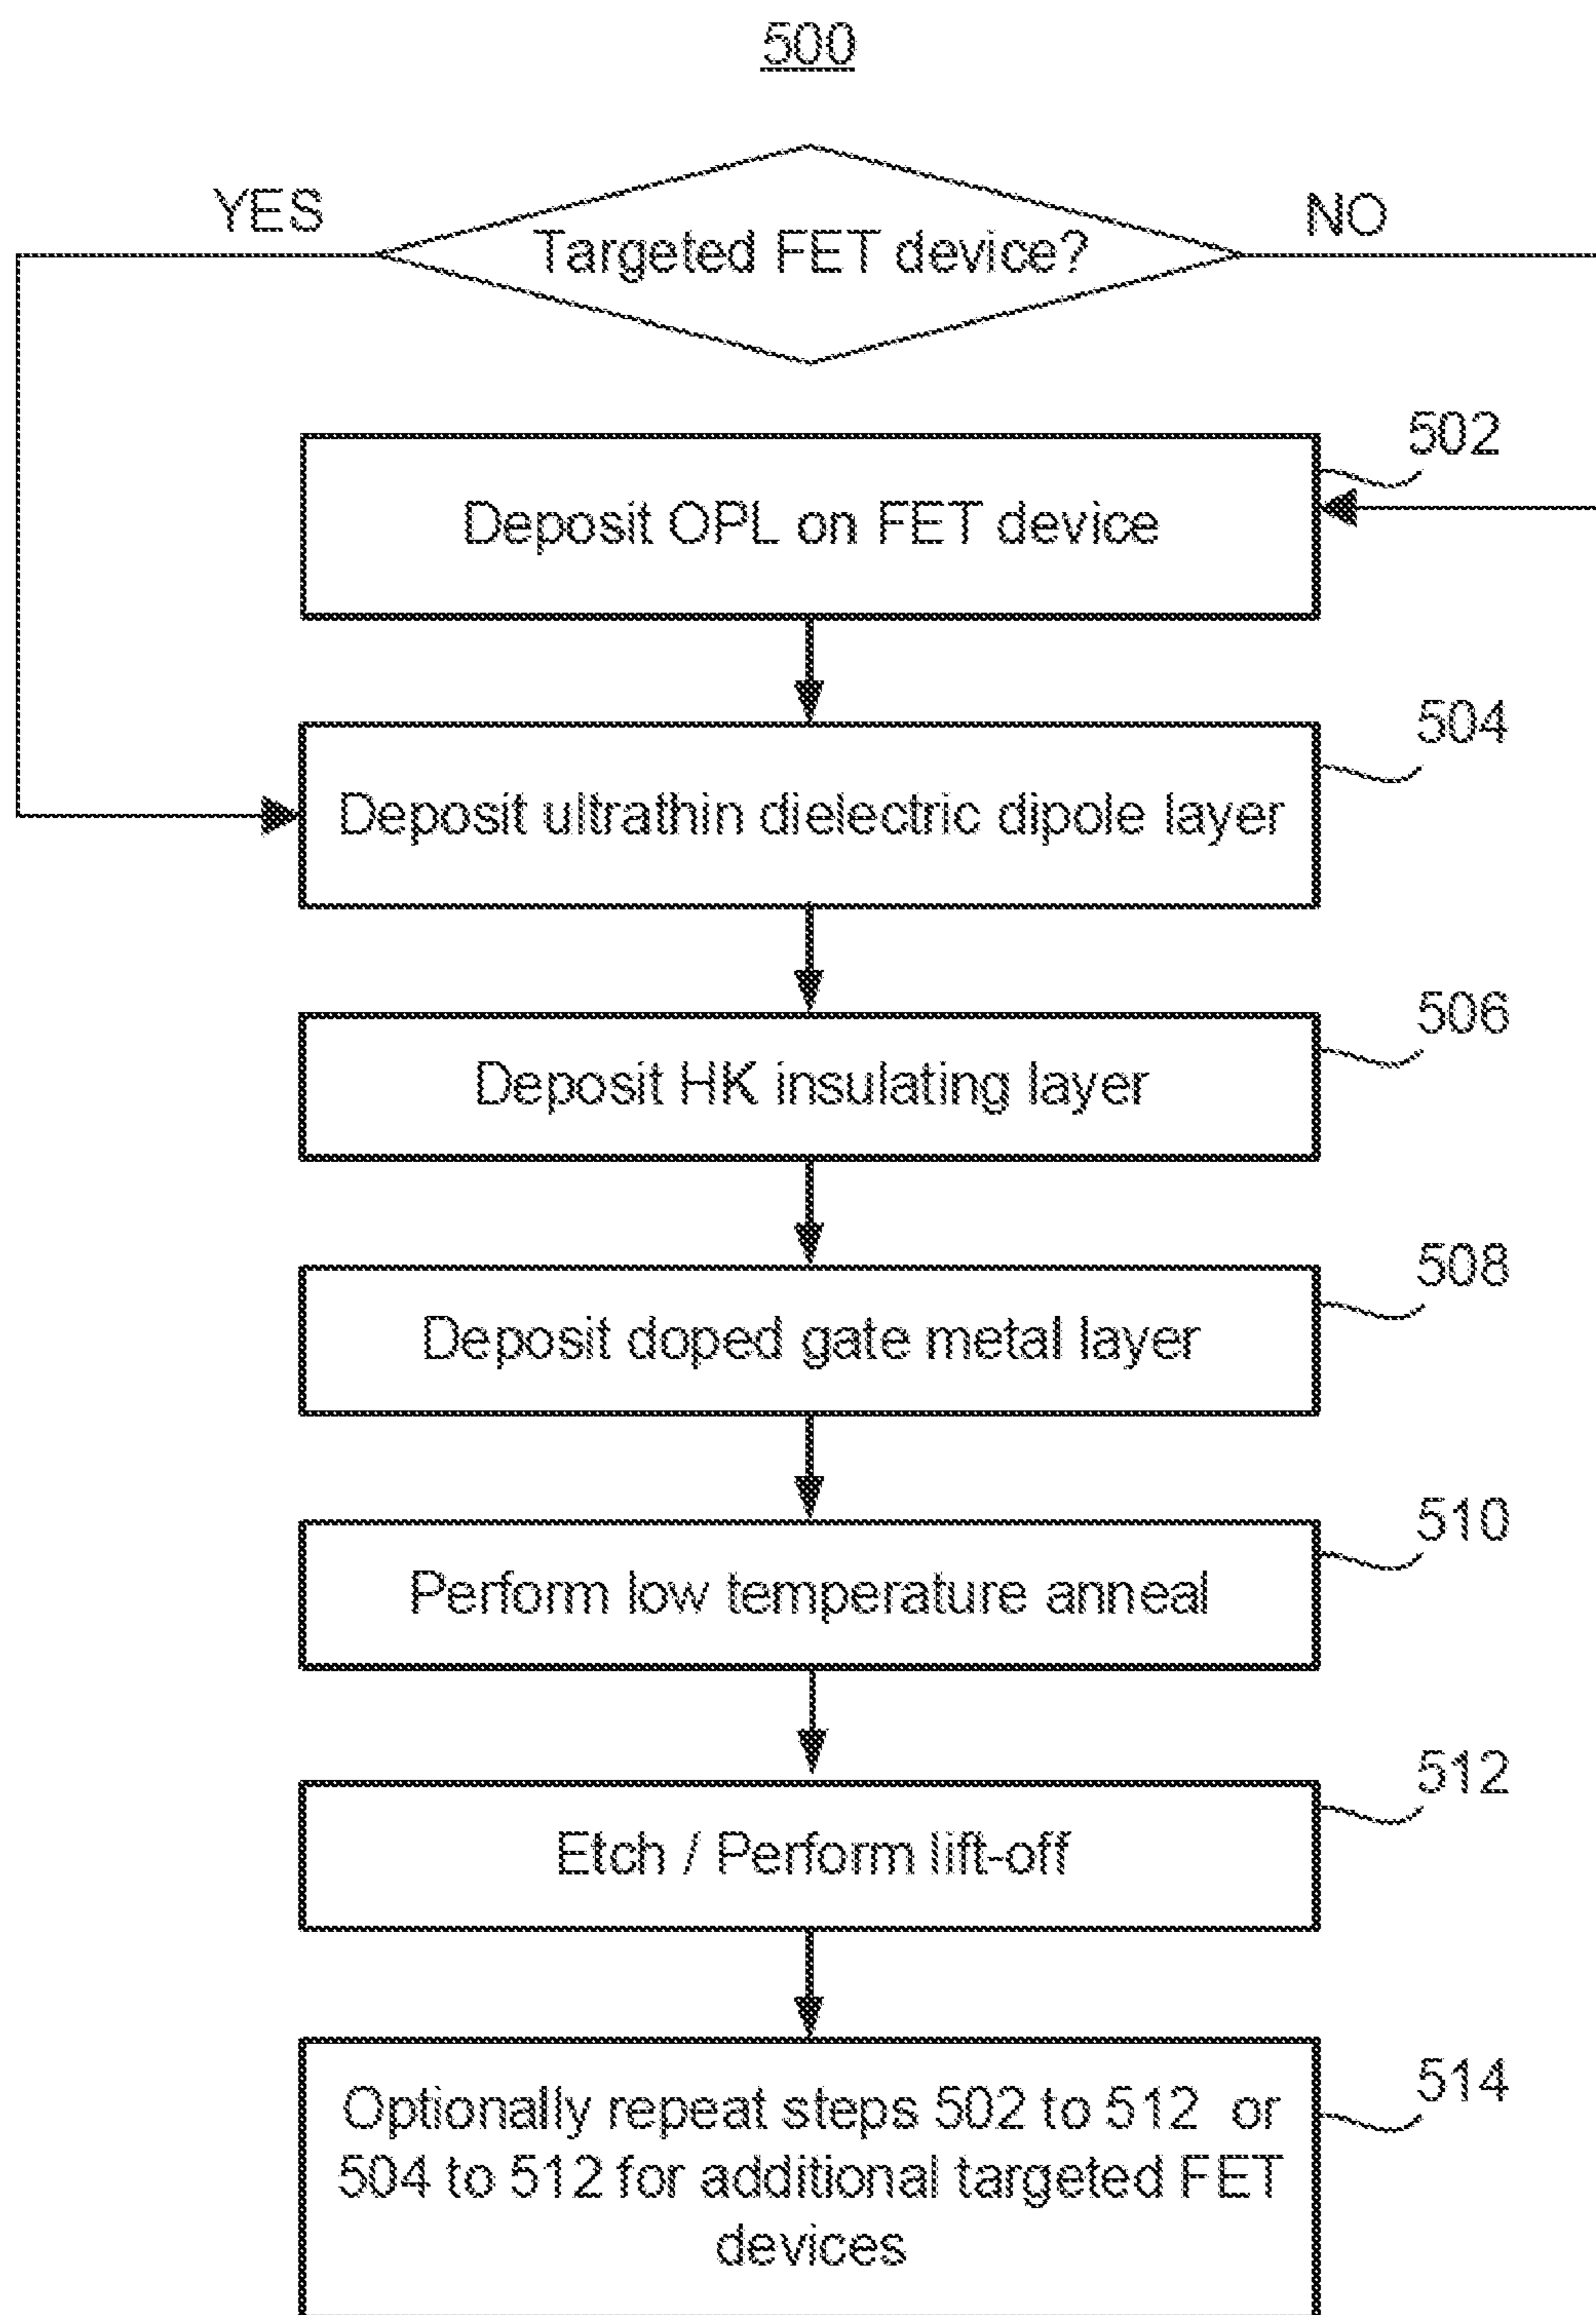 500
YES
NO
Targeted FET device?
502
Deposit OPL on FET device
504
Deposit ultrathin dielectric dipole layer
506
Deposit HK insulating layer
508
Deposit doped gate metal layer
510
Perform low temperature anneal
512
Etch / Perform lift-off
514
Optionally repeat steps 502 to 512 or
504 to 512 for additional targeted FET
devices